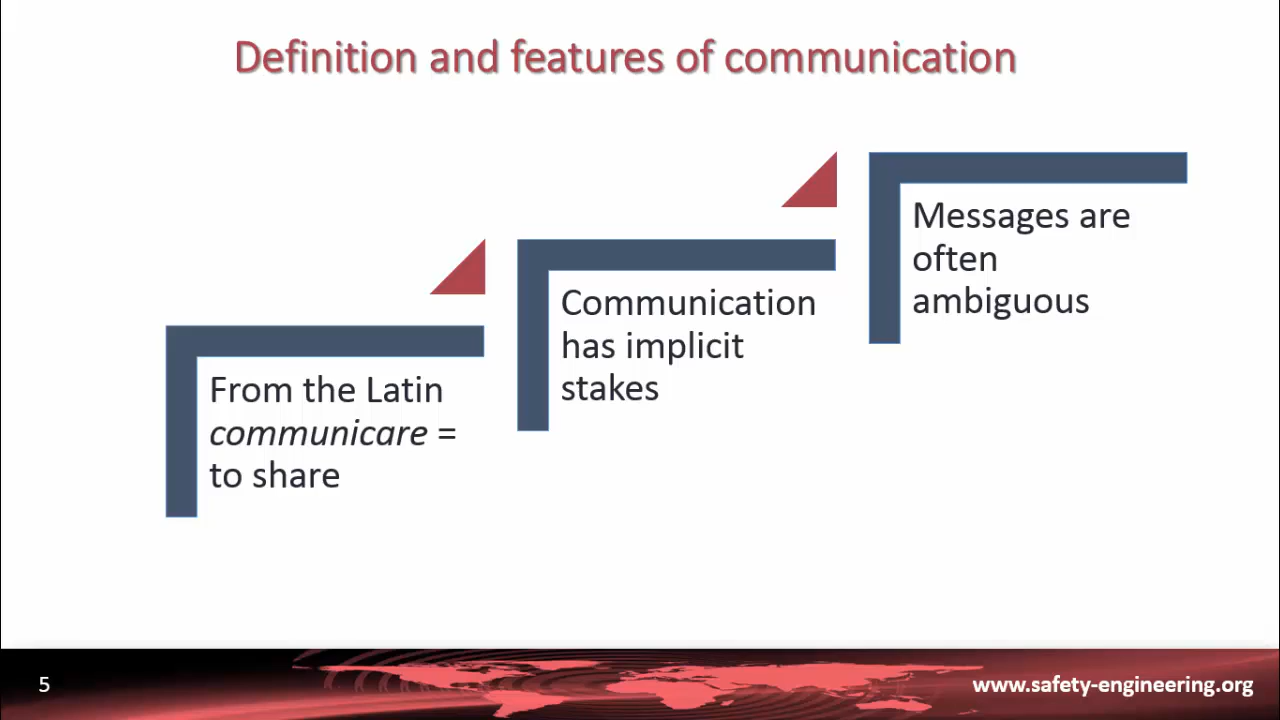 Definition and features of communication
From the Latin
communicare =
to share
Communication
has implicit
stakes
Messages are
often
ambiguous
5
www.safety-engineering.org